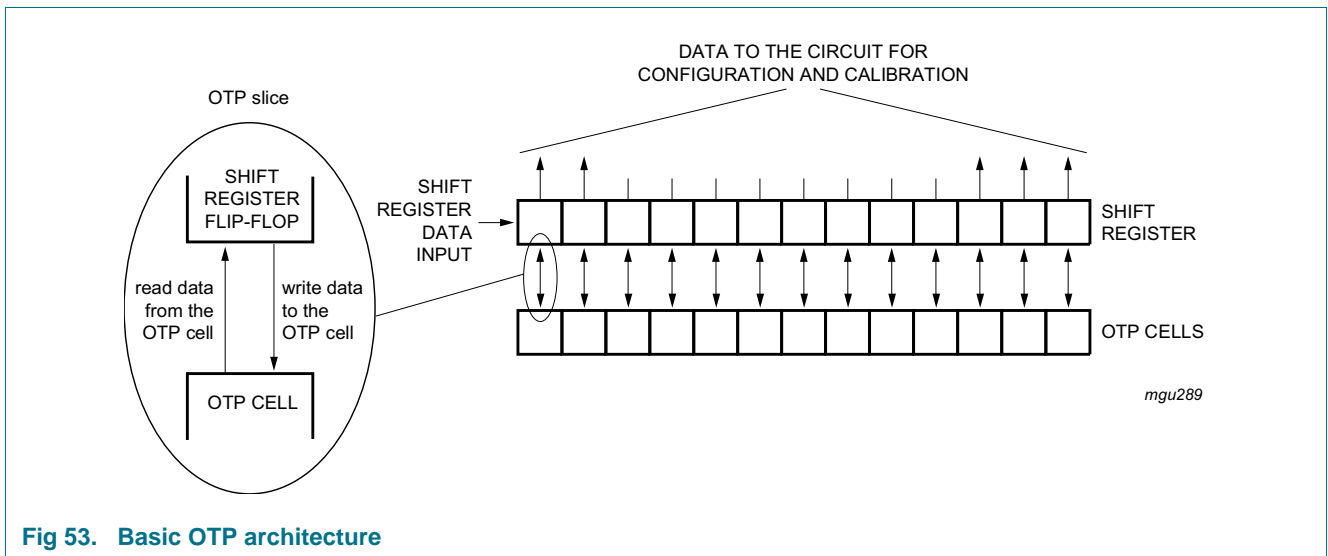 DATA TO THE CIRCUIT FOR
CONFIGURATION AND CALIBRATION
OTP slice
SHIFT
REGISTER
FLIP-FLOP
read data
from the
OTP cell
write data
to the
OTP cell
OTP CELL
SHIFT
REGISTER
DATA
INPUT
SHIFT
REGISTER
OTP CELLS
mgu289
Fig 53. Basic OTP architecture